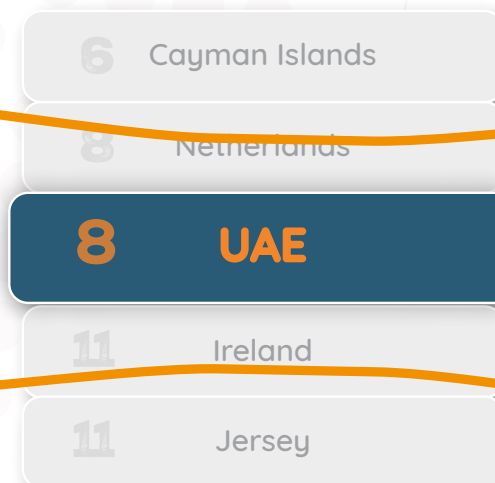 6 Cayman Islands
8 Netherlands
8 UAE
11 Ireland
11 Jersey